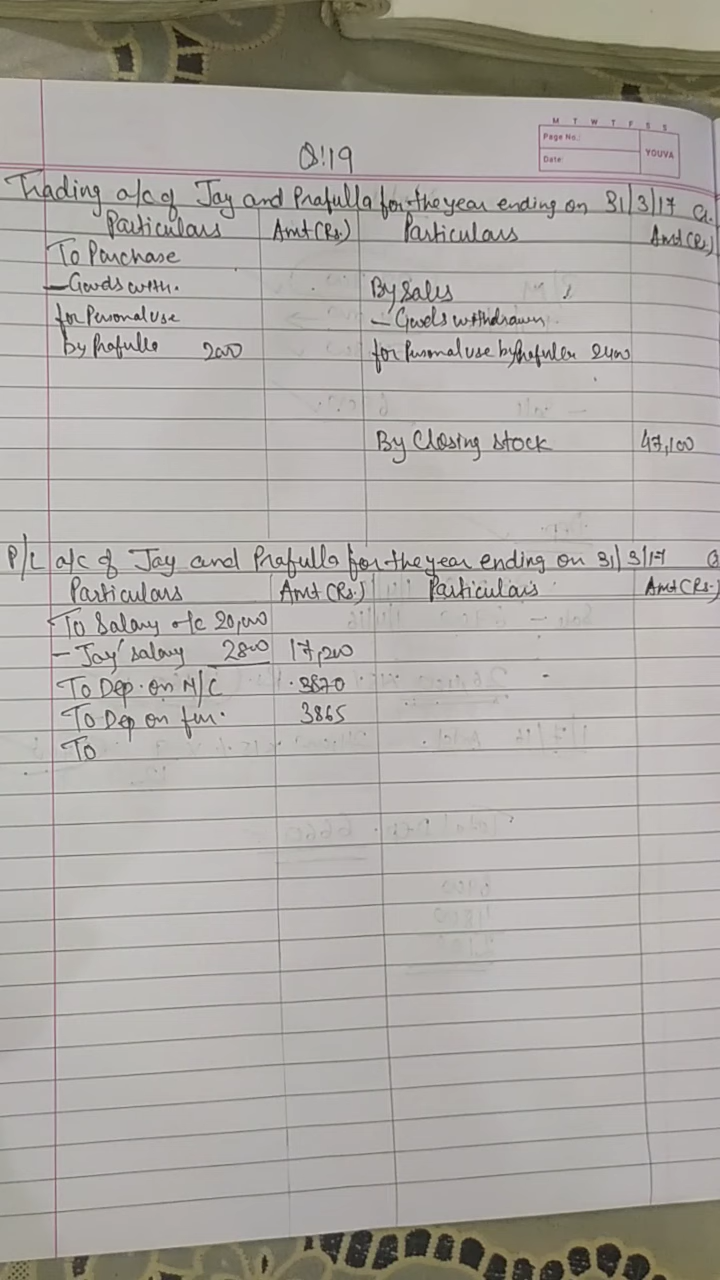 M T W T F S S
Page No.:
Date:
YOUVA
Q:19
Trading a/c of Jay and Prafulla for the year ending on 31/3/17 Cr.
Particulars Amt (Rs.) Particulars Amt (Rs.)
To Purchase
- Goods with. By Sales
for Personal use - Goods withdrawn
by Prafulla 2000 for Personal use by 2400
By Closing stock 47,100
P/L a/c of Jay and Prafulla for the year ending on 31/3/17
Particulars Amt (Rs.) Particulars Amt (Rs.)
To Salary a/c 20,000
- Jay' salary 2800 17,200
To Dep. on M/C 3870
To Dep on fur. 3865
To